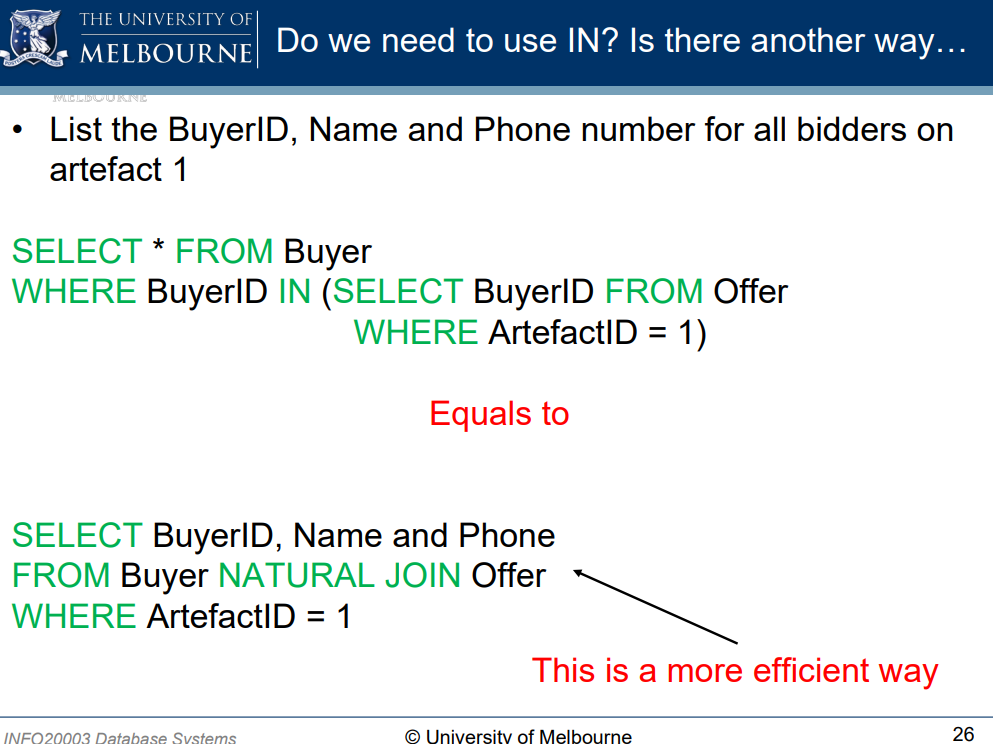 THE UNIVERSITY OF
MELBOURNE
Do we need to use IN? Is there another way…
MELBOURNE
• List the BuyerID, Name and Phone number for all bidders on
artefact 1
SELECT * FROM Buyer
WHERE BuyerID IN (SELECT BuyerID FROM Offer
WHERE ArtefactID = 1)
Equals to
SELECT BuyerID, Name and Phone
FROM Buyer NATURAL JOIN Offer
WHERE ArtefactID = 1
This is a more efficient way
INFO20003 Database Systems
© University of Melbourne
26